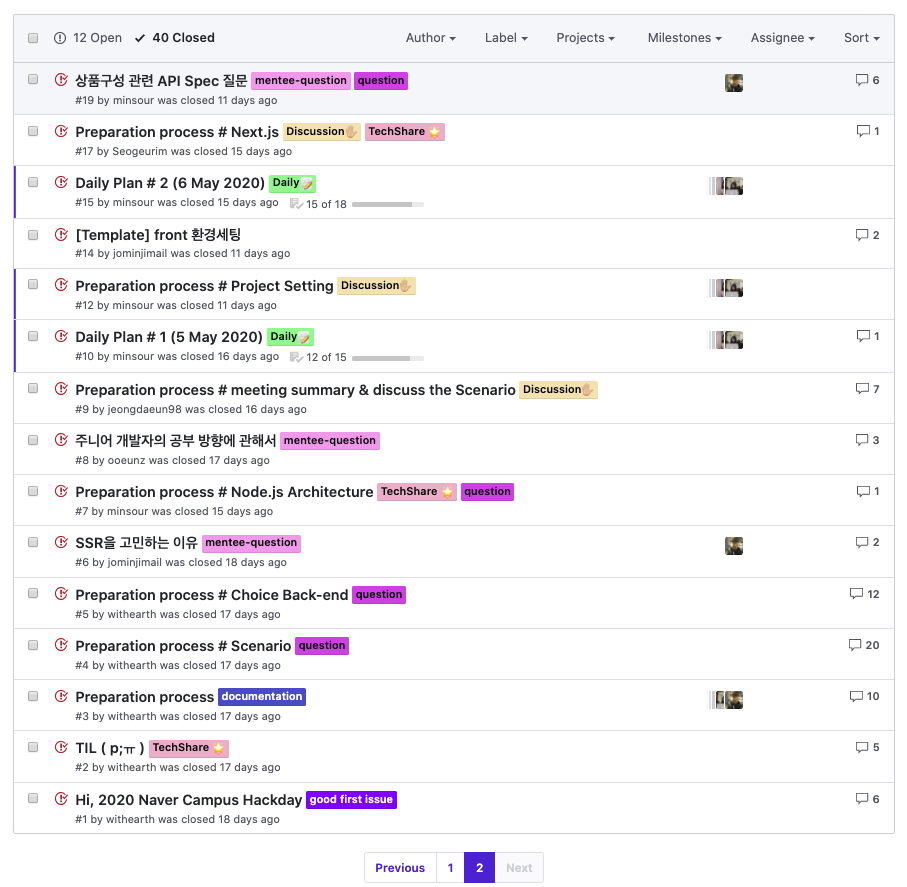 12 Open 40 Closed Author Label Projects Milestones Assignee Sort
상품구성 관련 API Spec 질문 mentee-question question 6
#19 by minsour was closed 11 days ago
Preparation process # Next.js Discussion✋🏼 TechShare 🌟 1
#17 by Seogeurim was closed 15 days ago
Daily Plan # 2 (6 May 2020) Daily📝
#15 by minsour was closed 15 days ago 15 of 18
[Template] front 환경세팅 2
#14 by jominjimail was closed 11 days ago
Preparation process # Project Setting Discussion✋🏼
#12 by minsour was closed 11 days ago
Daily Plan # 1 (5 May 2020) Daily📝 1
#10 by minsour was closed 16 days ago 12 of 15
Preparation process # meeting summary & discuss the Scenario Discussion✋🏼 7
#9 by jeongdaeun98 was closed 16 days ago
주니어 개발자의 공부 방향에 관해서 mentee-question 3
#8 by ooeunz was closed 17 days ago
Preparation process # Node.js Architecture TechShare 🌟 question 1
#7 by minsour was closed 15 days ago
SSR을 고민하는 이유 mentee-question 2
#6 by jominjimail was closed 18 days ago
Preparation process # Choice Back-end question 12
#5 by withearth was closed 17 days ago
Preparation process # Scenario question 20
#4 by withearth was closed 17 days ago
Preparation process documentation 10
#3 by withearth was closed 17 days ago
TIL ( p;ㅠ ) TechShare 🌟 5
#2 by withearth was closed 17 days ago
Hi, 2020 Naver Campus Hackday good first issue 6
#1 by withearth was closed 18 days ago
Previous 1 2 Next